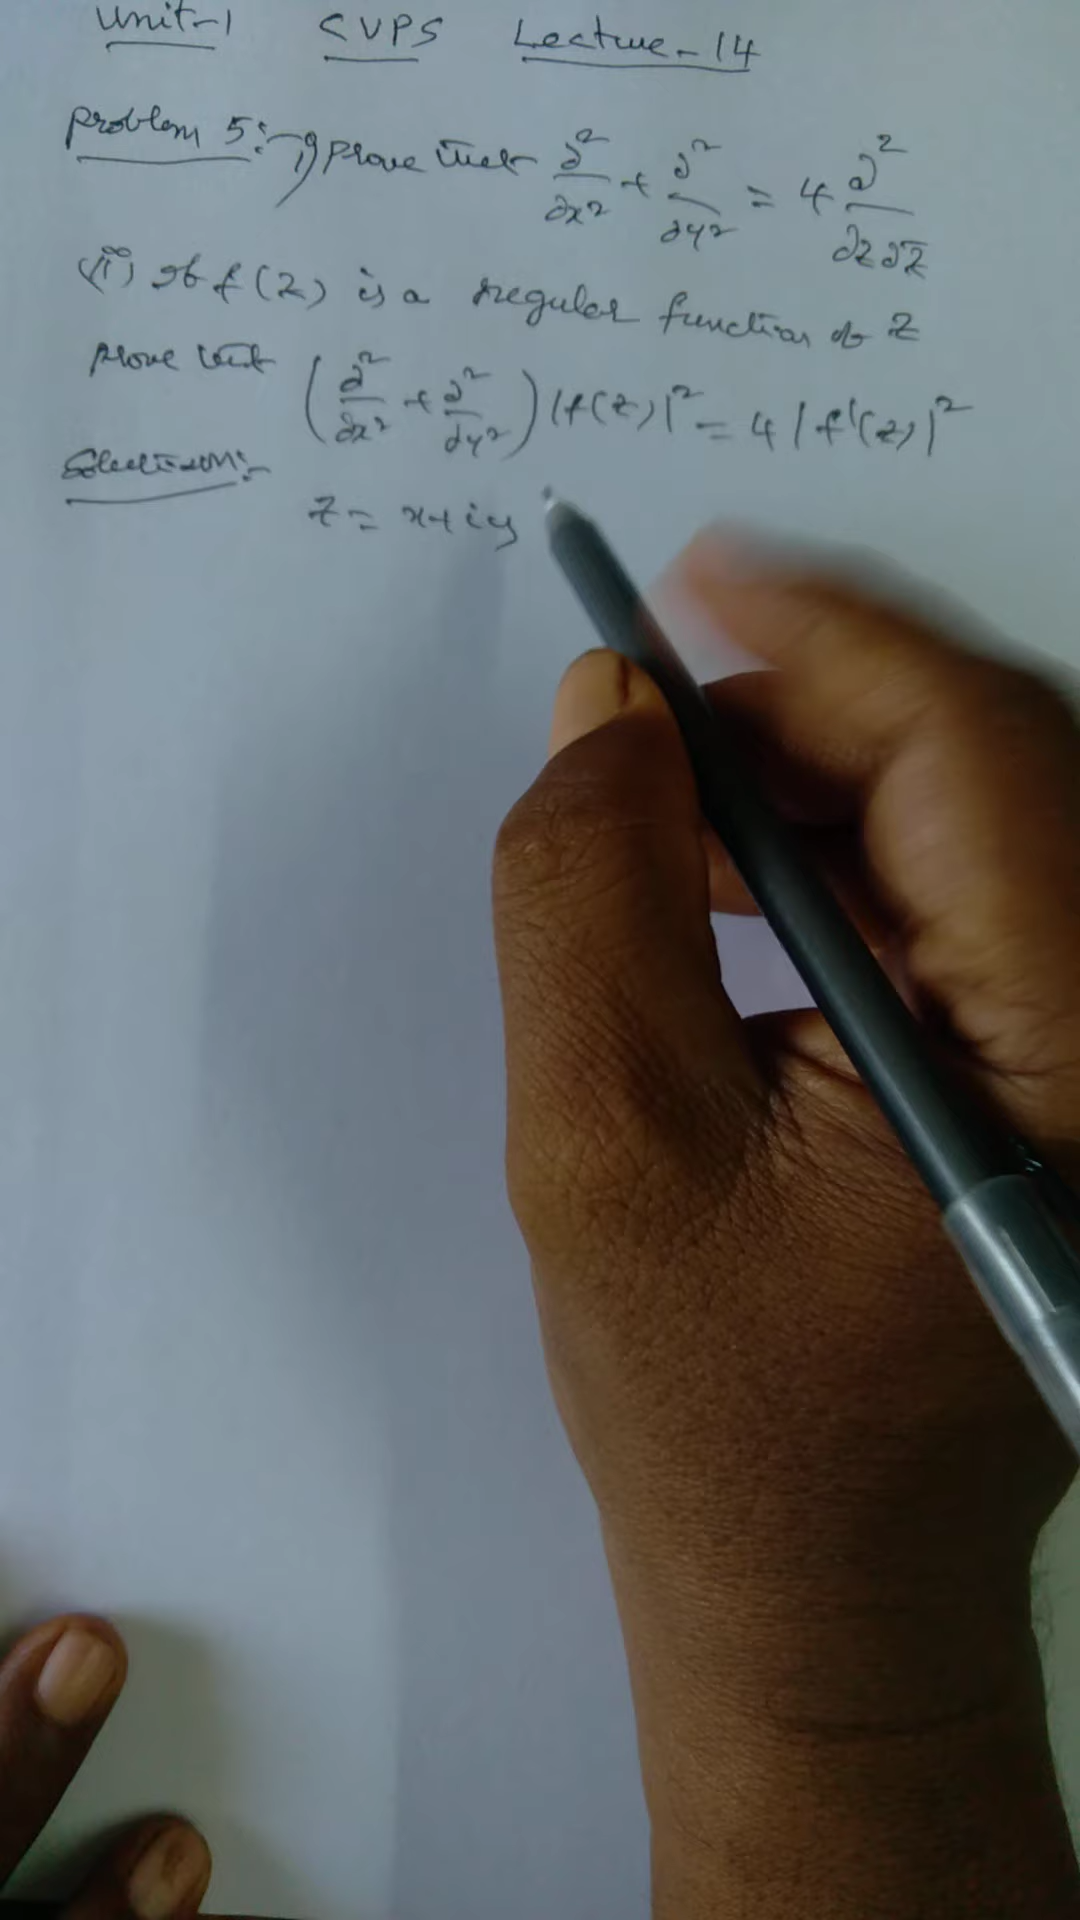 Unit-1 CVPS Lecture-14
Problem 5:- i) Prove that ∂²/∂x² + ∂²/∂y² = 4 ∂²/∂z∂z̅
(ii) If f(z) is a regular function of z
Prove that (∂²/∂x² + ∂²/∂y²) |f(z)|² = 4 |f'(z)|²
Solution:-
z = x+iy